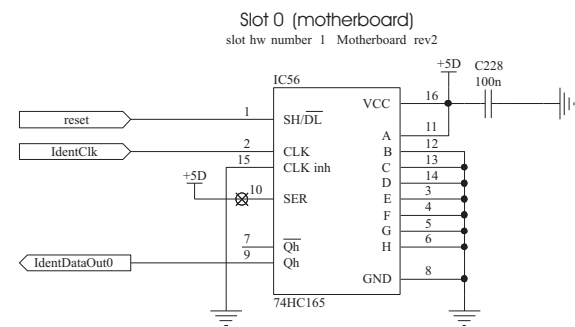 Slot 0 (motherboard)
slot hw number 1 Motherboard rev2
+5D C228
100n
IC56
VCC 16
reset 1 SH/DL
A 11
IdentClk 2 CLK B 12
15 CLK inh C 13
+5D D 14
10 SER E 3
F 4
G 5
7 Qh H 6
IdentDataOut0 9 Qh
GND 8
74HC165